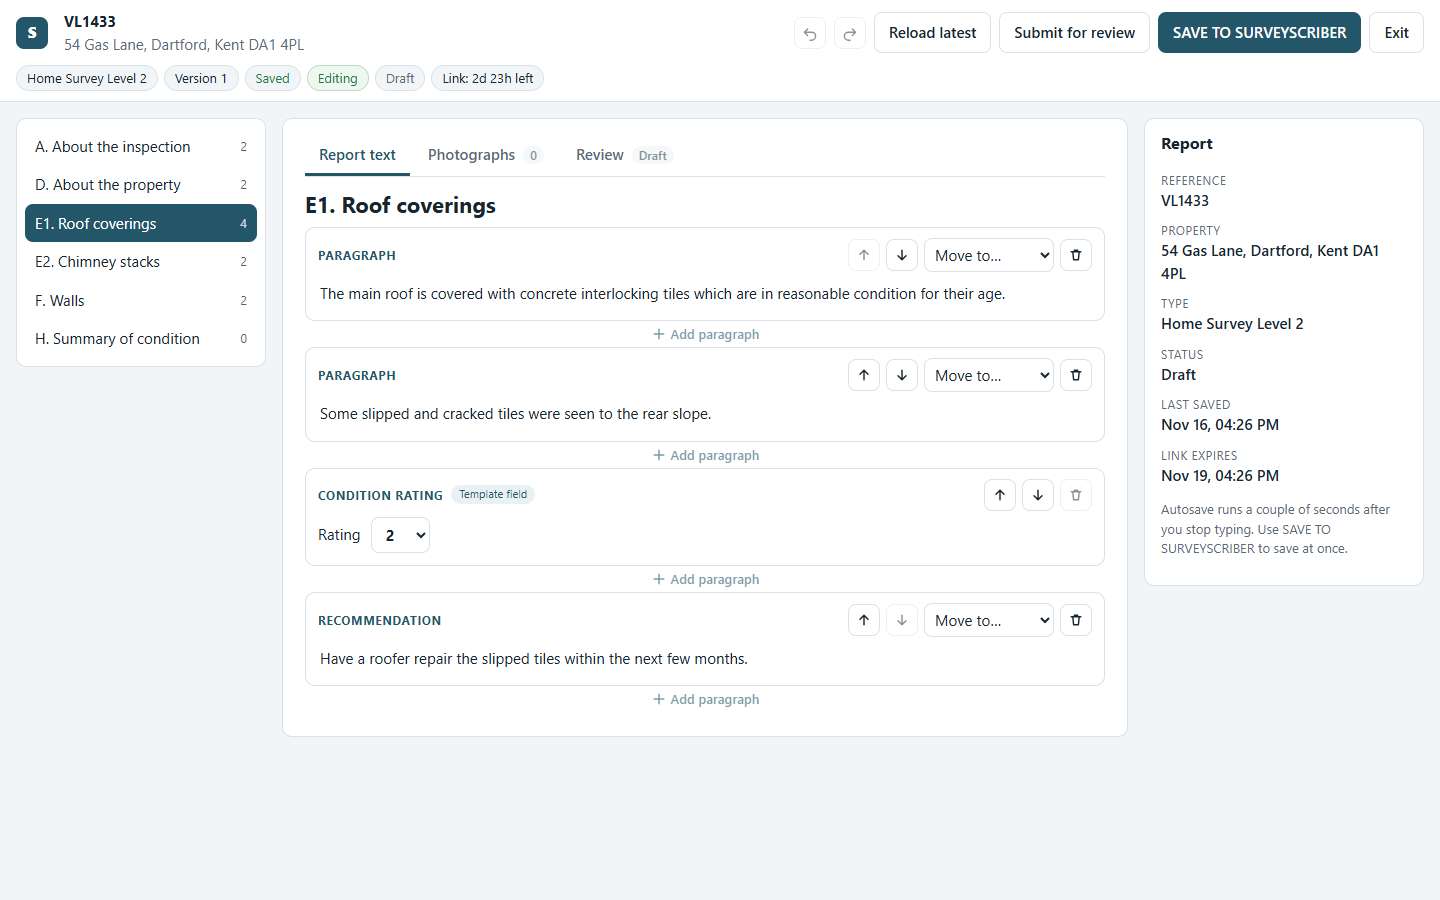 S
VL1433
54 Gas Lane, Dartford, Kent DA1 4PL
Reload latest
Submit for review
SAVE TO SURVEYSCRIBER
Exit
Home Survey Level 2
Version 1
Saved
Editing
Draft
Link: 2d 23h left
A. About the inspection 2
D. About the property 2
E1. Roof coverings 4
E2. Chimney stacks 2
F. Walls 2
H. Summary of condition 0
Report text
Photographs 0
Review Draft
E1. Roof coverings
PARAGRAPH
Move to...
The main roof is covered with concrete interlocking tiles which are in reasonable condition for their age.
+ Add paragraph
PARAGRAPH
Move to...
Some slipped and cracked tiles were seen to the rear slope.
+ Add paragraph
CONDITION RATING Template field
Rating 2
+ Add paragraph
RECOMMENDATION
Move to...
Have a roofer repair the slipped tiles within the next few months.
+ Add paragraph
Report
REFERENCE
VL1433
PROPERTY
54 Gas Lane, Dartford, Kent DA1
4PL
TYPE
Home Survey Level 2
STATUS
Draft
LAST SAVED
Nov 16, 04:26 PM
LINK EXPIRES
Nov 19, 04:26 PM
Autosave runs a couple of seconds after
you stop typing. Use SAVE TO
SURVEYSCRIBER to save at once.